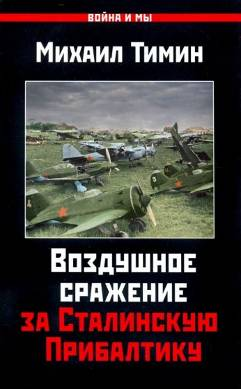 ВОЙНА И МЫ
Михаил Тимин
Воздушное
сражение
за Сталинскую
Прибалтику